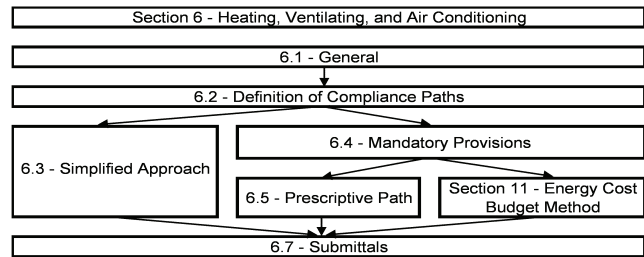 Section 6 - Heating, Ventilating, and Air Conditioning
6.1 - General
6.2 - Definition of Compliance Paths
6.3 - Simplified Approach
6.4 - Mandatory Provisions
6.5 - Prescriptive Path
Section 11 - Energy Cost
Budget Method
6.7 - Submittals